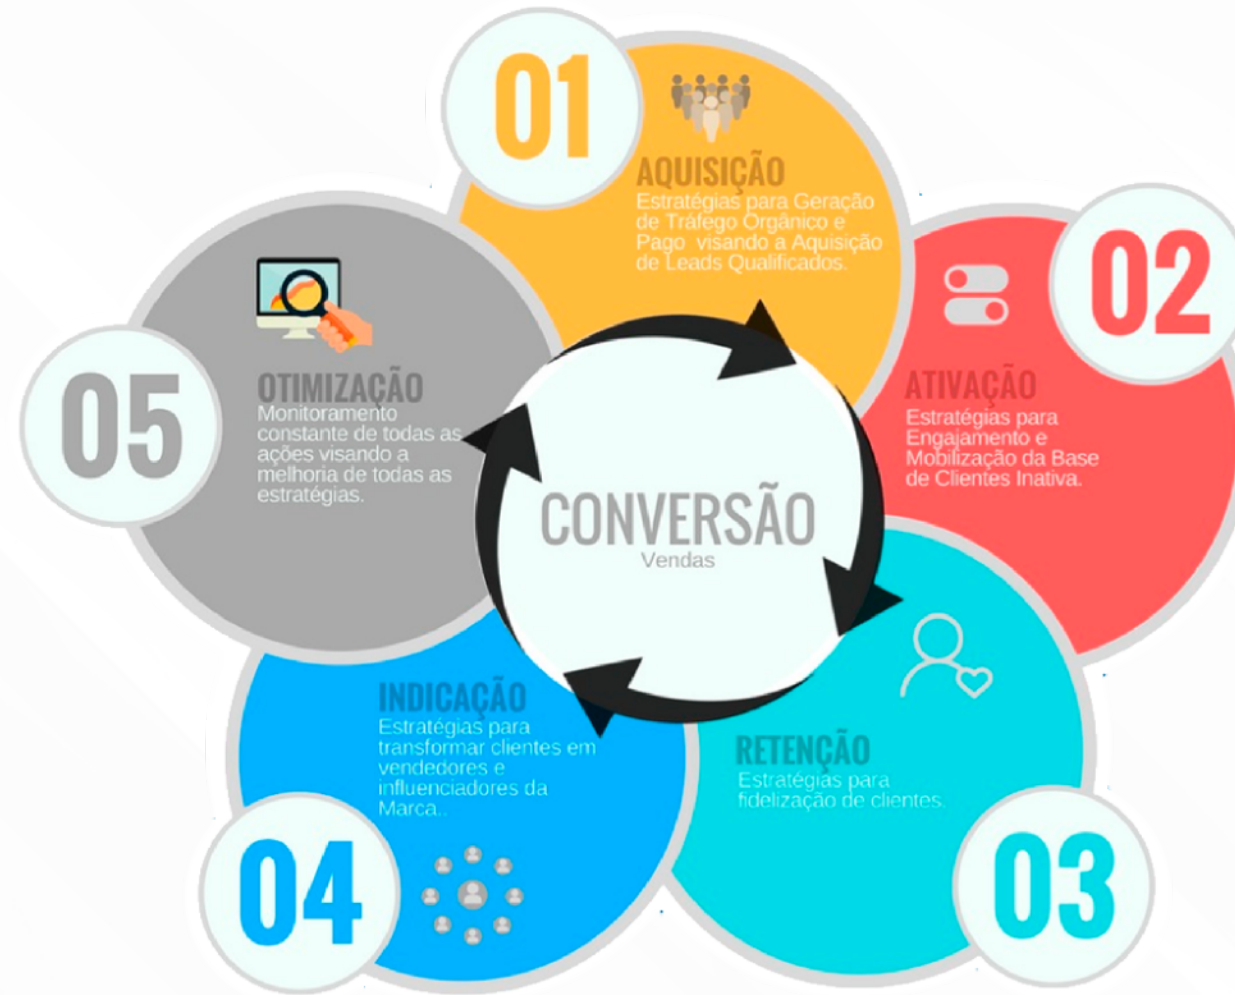 01
AQUISIÇÃO
Estratégias para Geração
de Tráfego Orgânico e
Pago visando a Aquisição
de Leads Qualificados.
02
ATIVAÇÃO
Estratégias para
Engajamento e
Mobilização da Base
de Clientes Inativa.
03
RETENÇÃO
Estratégias para
fidelização de clientes.
04
INDICAÇÃO
Estratégias para
transformar clientes em
vendedores e
influenciadores da
Marca..
05
OTIMIZAÇÃO
Monitoramento
constante de todas as
ações visando a
melhoria de todas as
estratégias.
CONVERSÃO
Vendas